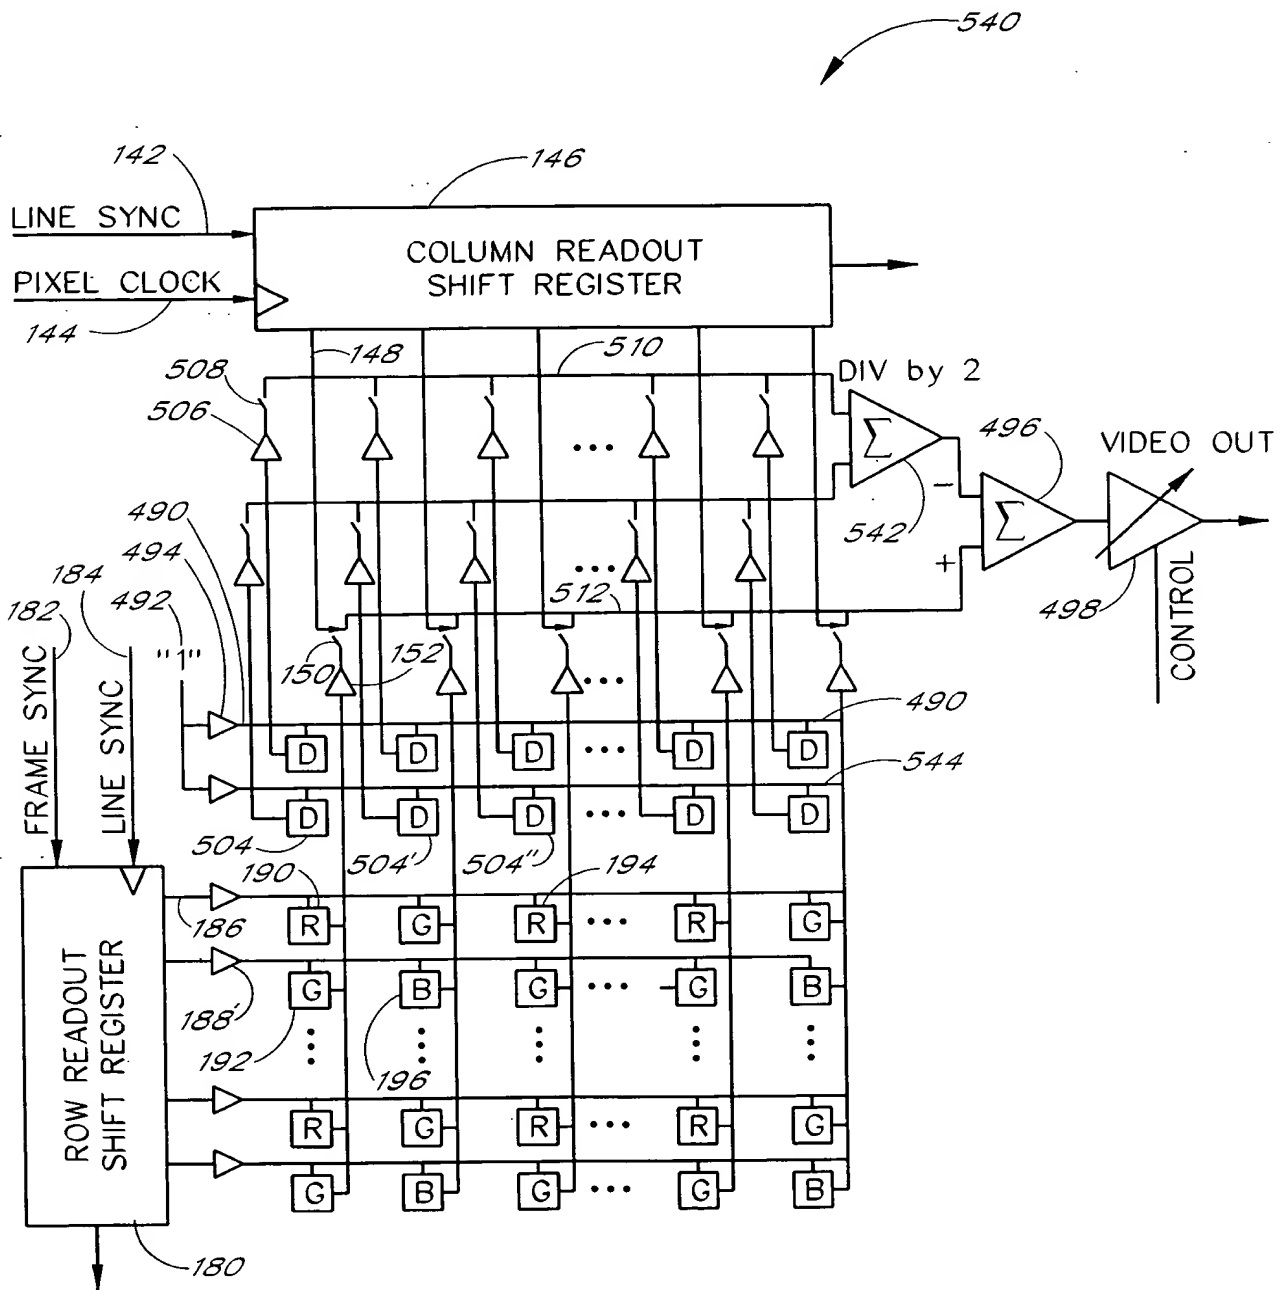 540
142
146
LINE SYNC
COLUMN READOUT
SHIFT REGISTER
PIXEL CLOCK
144
148
510
508
506
DIV by 2
Σ
542
496
VIDEO OUT
−
Σ
+
498
CONTROL
490
494
184
492
182
"1"
512
150
152
FRAME SYNC
LINE SYNC
490
D D D ••• D D
544
D D D ••• D D
504 504' 504"
190 194
186
R G R ••• R G
188'
G B G ••• G B
192 196
ROW READOUT
SHIFT REGISTER
R G R ••• R G
G B G ••• G B
180